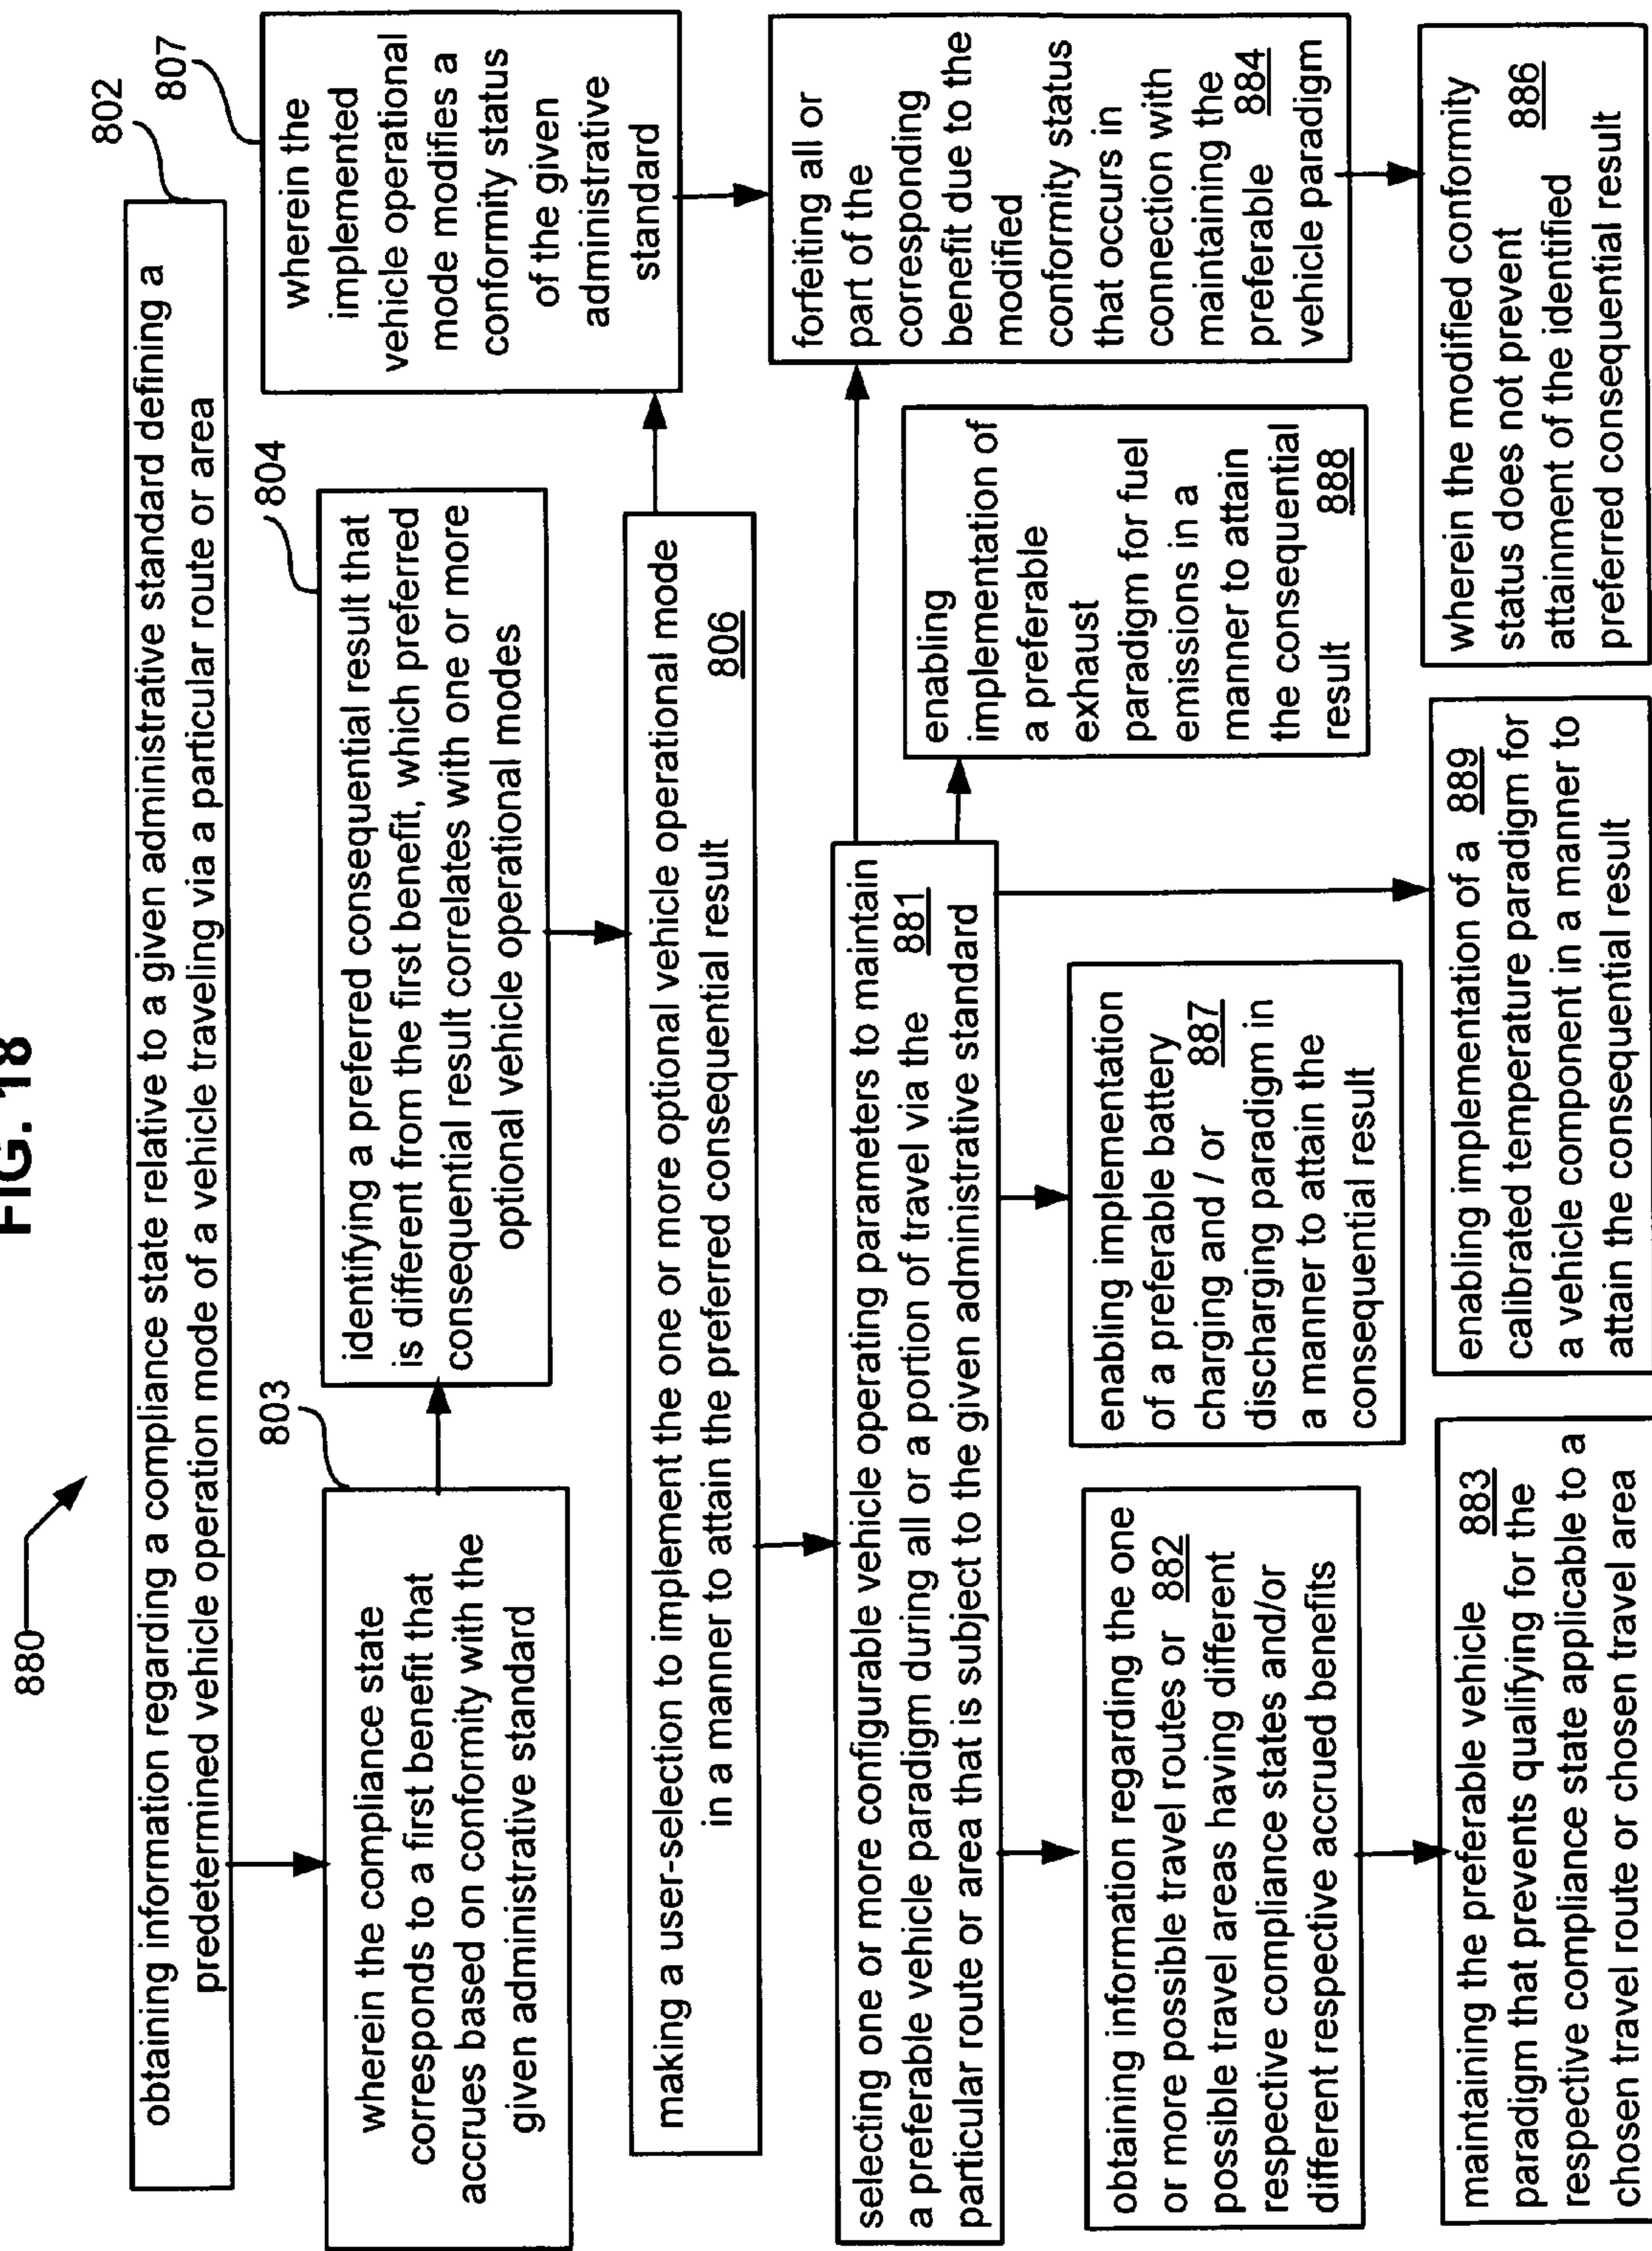 FIG. 18
880
802
obtaining information regarding a compliance state relative to a given administrative standard defining a
predetermined vehicle operation mode of a vehicle traveling via a particular route or area
803
wherein the compliance state
corresponds to a first benefit that
accrues based on conformity with the
given administrative standard
804
identifying a preferred consequential result that
is different from the first benefit, which preferred
consequential result correlates with one or more
optional vehicle operational modes
807
wherein the
implemented
vehicle operational
mode modifies a
conformity status
of the given
administrative
standard
making a user-selection to implement the one or more optional vehicle operational mode
in a manner to attain the preferred consequential result 806
selecting one or more configurable vehicle operating parameters to maintain
a preferable vehicle paradigm during all or a portion of travel via the 881
particular route or area that is subject to the given administrative standard
forfeiting all or
part of the
corresponding
benefit due to the
modified
conformity status
that occurs in
connection with
maintaining the
preferable 884
vehicle paradigm
enabling
implementation of
a preferable
exhaust
paradigm for fuel
emissions in a
manner to attain
the consequential
result 888
obtaining information regarding the one
or more possible travel routes or 882
possible travel areas having different
respective compliance states and/or
different respective accrued benefits
enabling implementation
of a preferable battery
charging and / or 887
discharging paradigm in
a manner to attain the
consequential result
maintaining the preferable vehicle 883
paradigm that prevents qualifying for the
respective compliance state applicable to a
chosen travel route or chosen travel area
enabling implementation of a 889
calibrated temperature paradigm for
a vehicle component in a manner to
attain the consequential result
wherein the modified conformity
status does not prevent 886
attainment of the identified
preferred consequential result